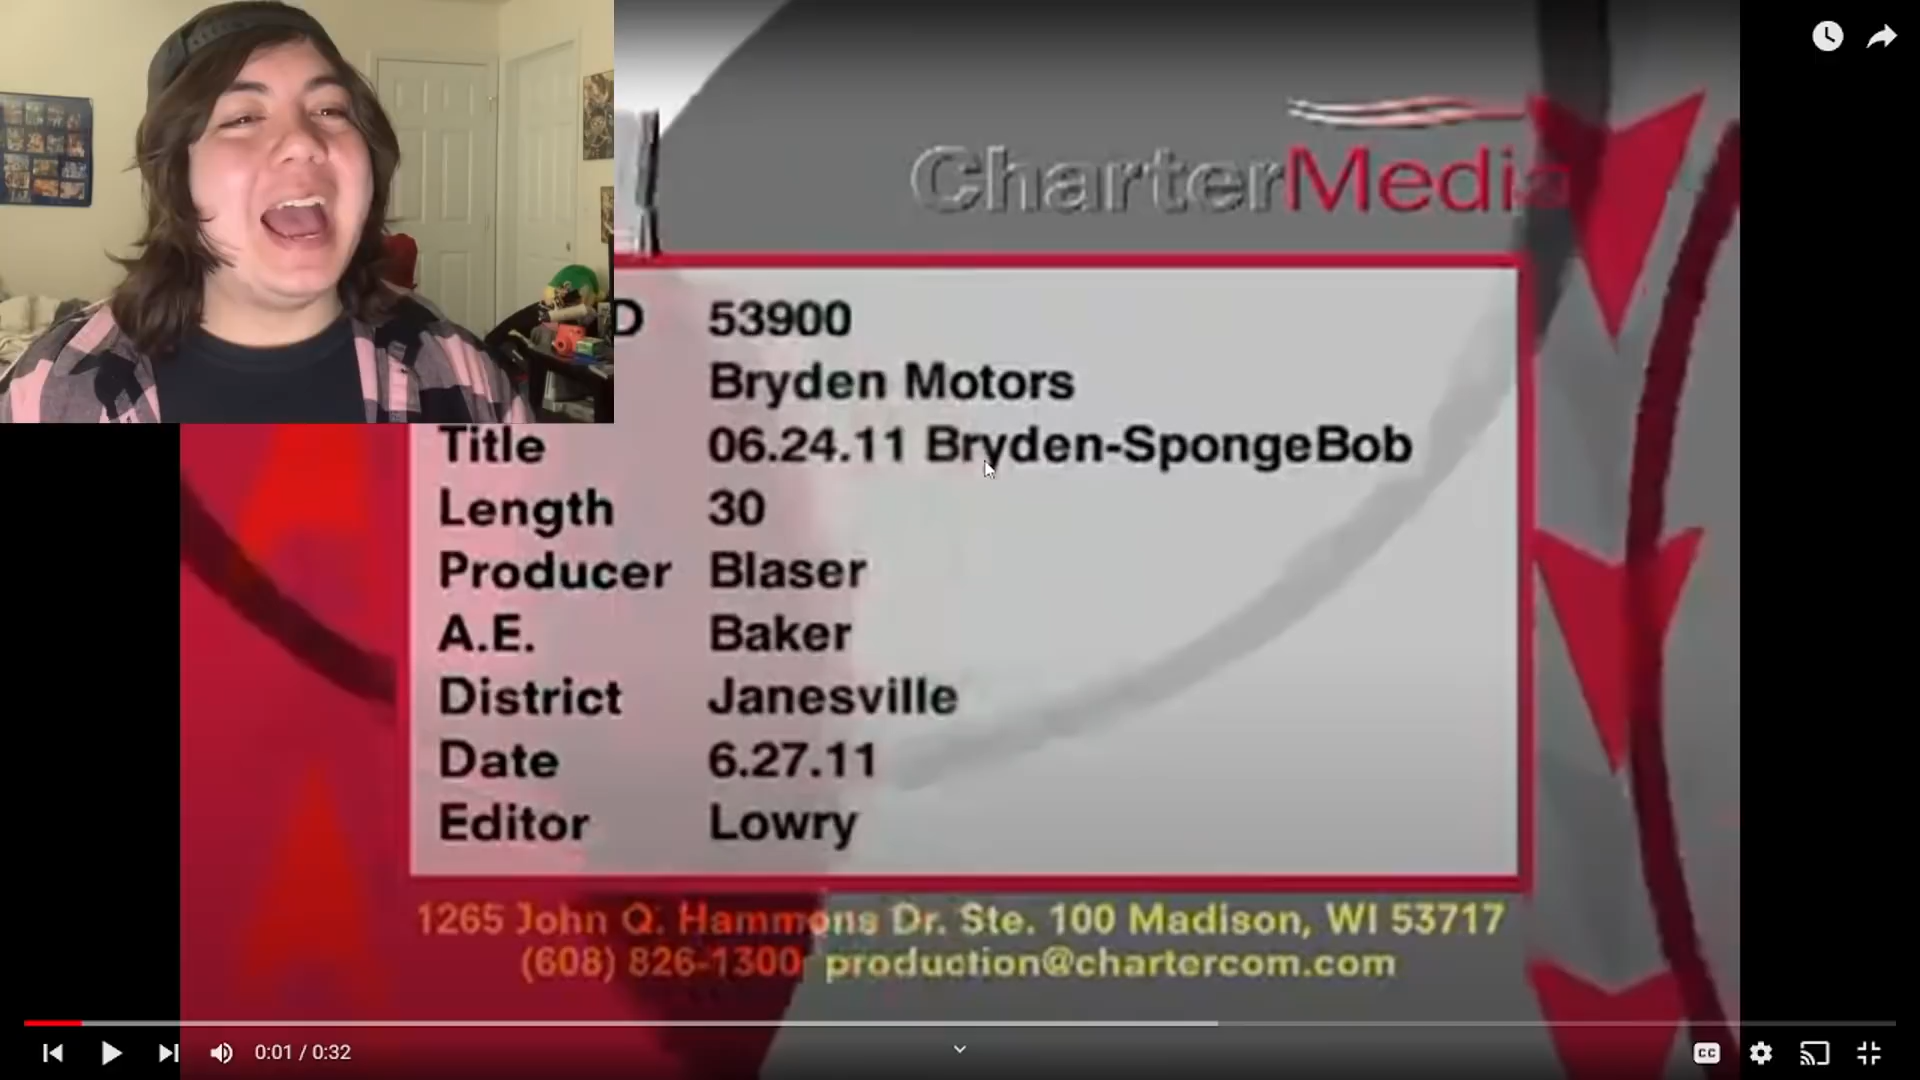 CharterMedia
D 53900
Bryden Motors
Title 06.24.11 Bryden-SpongeBob
Length 30
Producer Blaser
A.E. Baker
District Janesville
Date 6.27.11
Editor Lowry
1265 John Q. Hammons Dr. Ste. 100 Madison, WI 53717
(608) 826-1300 production@chartercom.com
0:01 / 0:32
CC